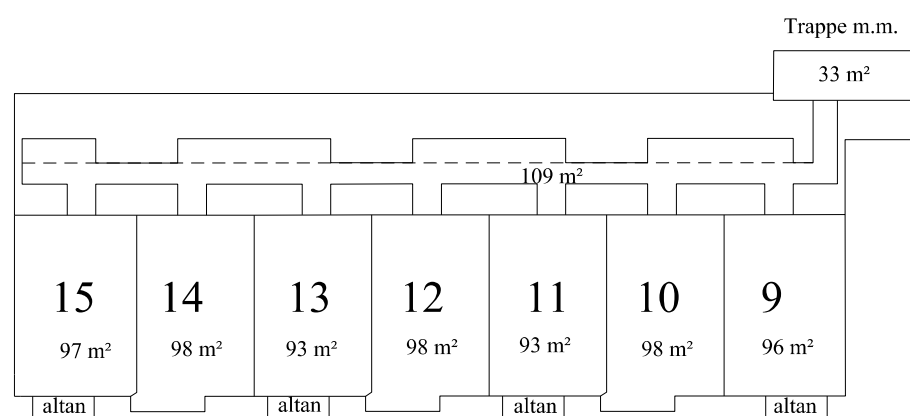 Trappe m.m.
33 m²
109 m²
15 14 13 12 11 10 9
97 m² 98 m² 93 m² 98 m² 93 m² 98 m² 96 m²
altan altan altan altan